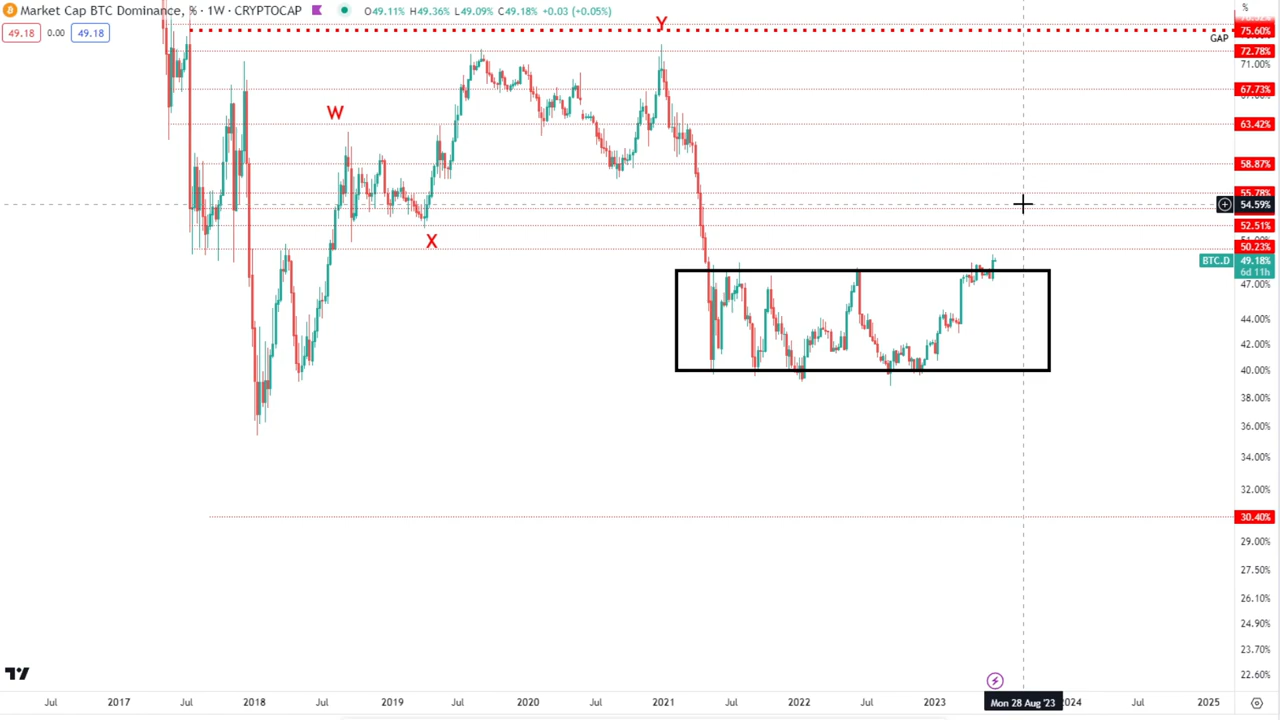 Market Cap BTC Dominance, % · 1W · CRYPTOCAP O49.11% H49.36% L49.09% C49.18% +0.03 (+0.05%)
49.18 0.00 49.18
%
75.60%
GAP
72.78%
71.00%
67.73%
63.42%
58.87%
55.78%
54.59%
52.51%
50.23%
BTC.D 49.18%
6d 11h
47.00%
44.00%
42.00%
40.00%
38.00%
36.00%
34.00%
32.00%
30.40%
29.00%
27.50%
26.10%
24.90%
23.70%
22.60%
W
X
Y
Jul 2017 Jul 2018 Jul 2019 Jul 2020 Jul 2021 Jul 2022 Jul 2023 Mon 28 Aug '23 2024 Jul 2025